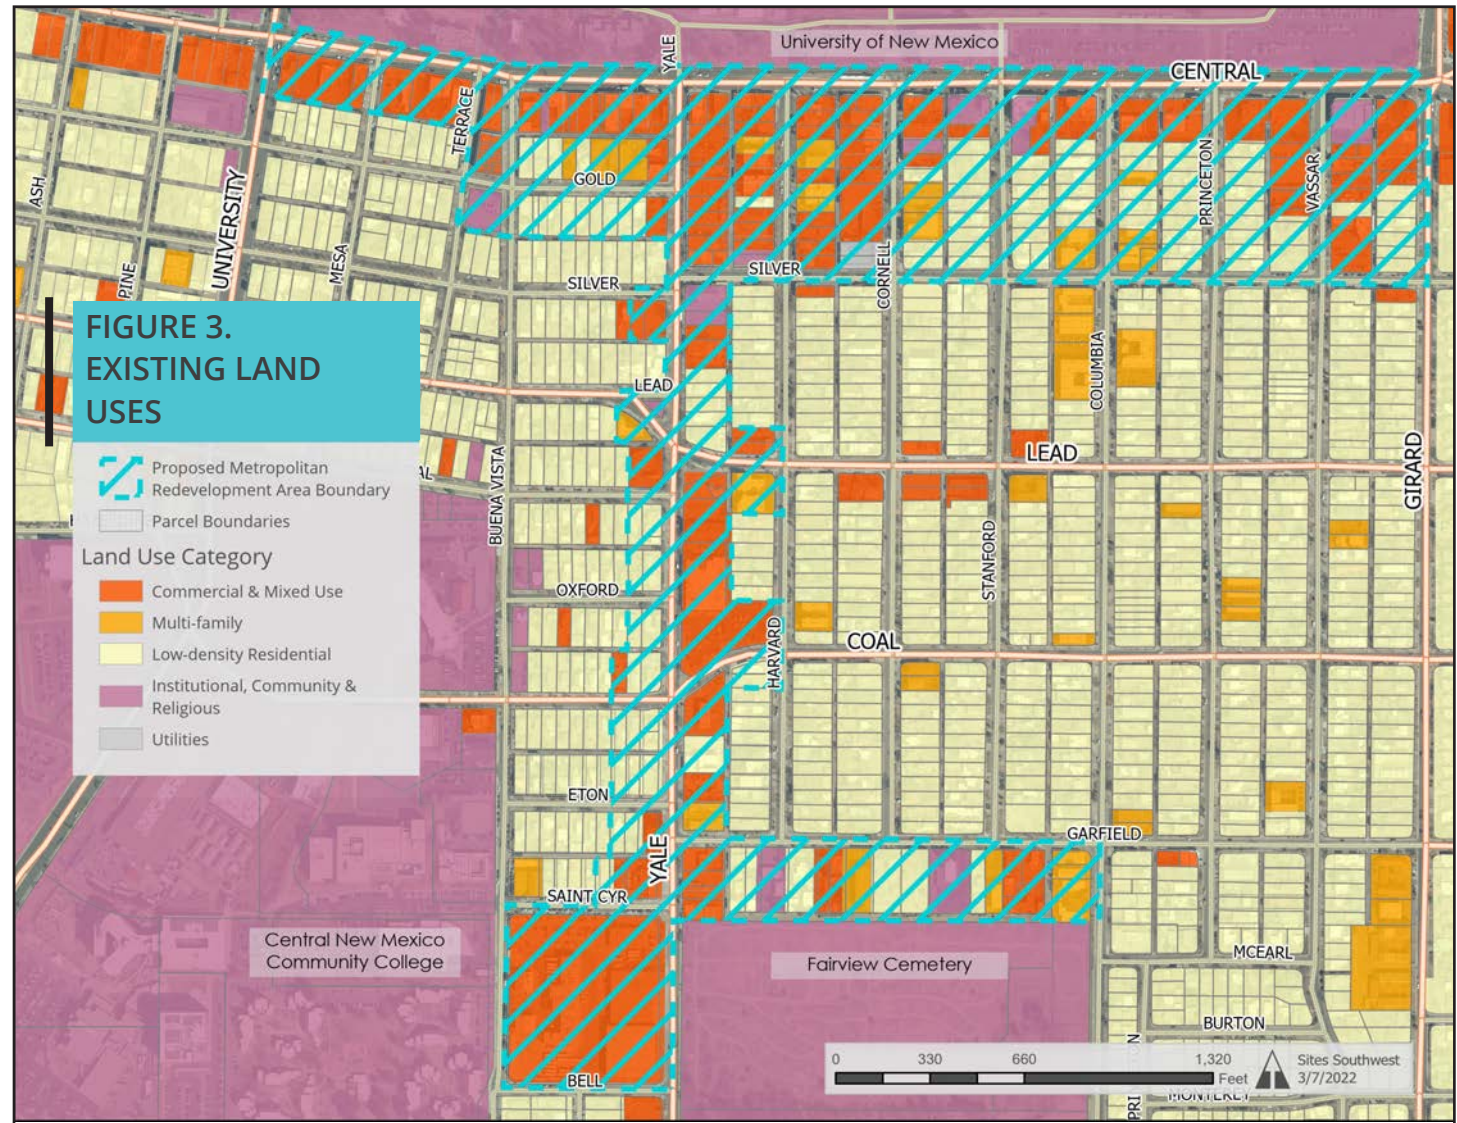 University of New Mexico
YALE
CENTRAL
TERRACE
GOLD
PRINCETON
VASSAR
ASH
UNIVERSITY
PINE
MESA
SILVER
SILVER
CORNELL
FIGURE 3.
EXISTING LAND
USES
LEAD
COLUMBIA
LEAD
GIRARD
BUENA VISTA
Proposed Metropolitan
Redevelopment Area Boundary
Parcel Boundaries
Land Use Category
Commercial & Mixed Use
Multi-family
Low-density Residential
Institutional, Community &
Religious
Utilities
OXFORD
STANFORD
HARVARD
COAL
ETON
YALE
GARFIELD
SAINT CYR
Central New Mexico
Community College
Fairview Cemetery
MCEARL
BURTON
BELL
0 330 660 1,320
Feet
Sites Southwest
3/7/2022
MONTEREY